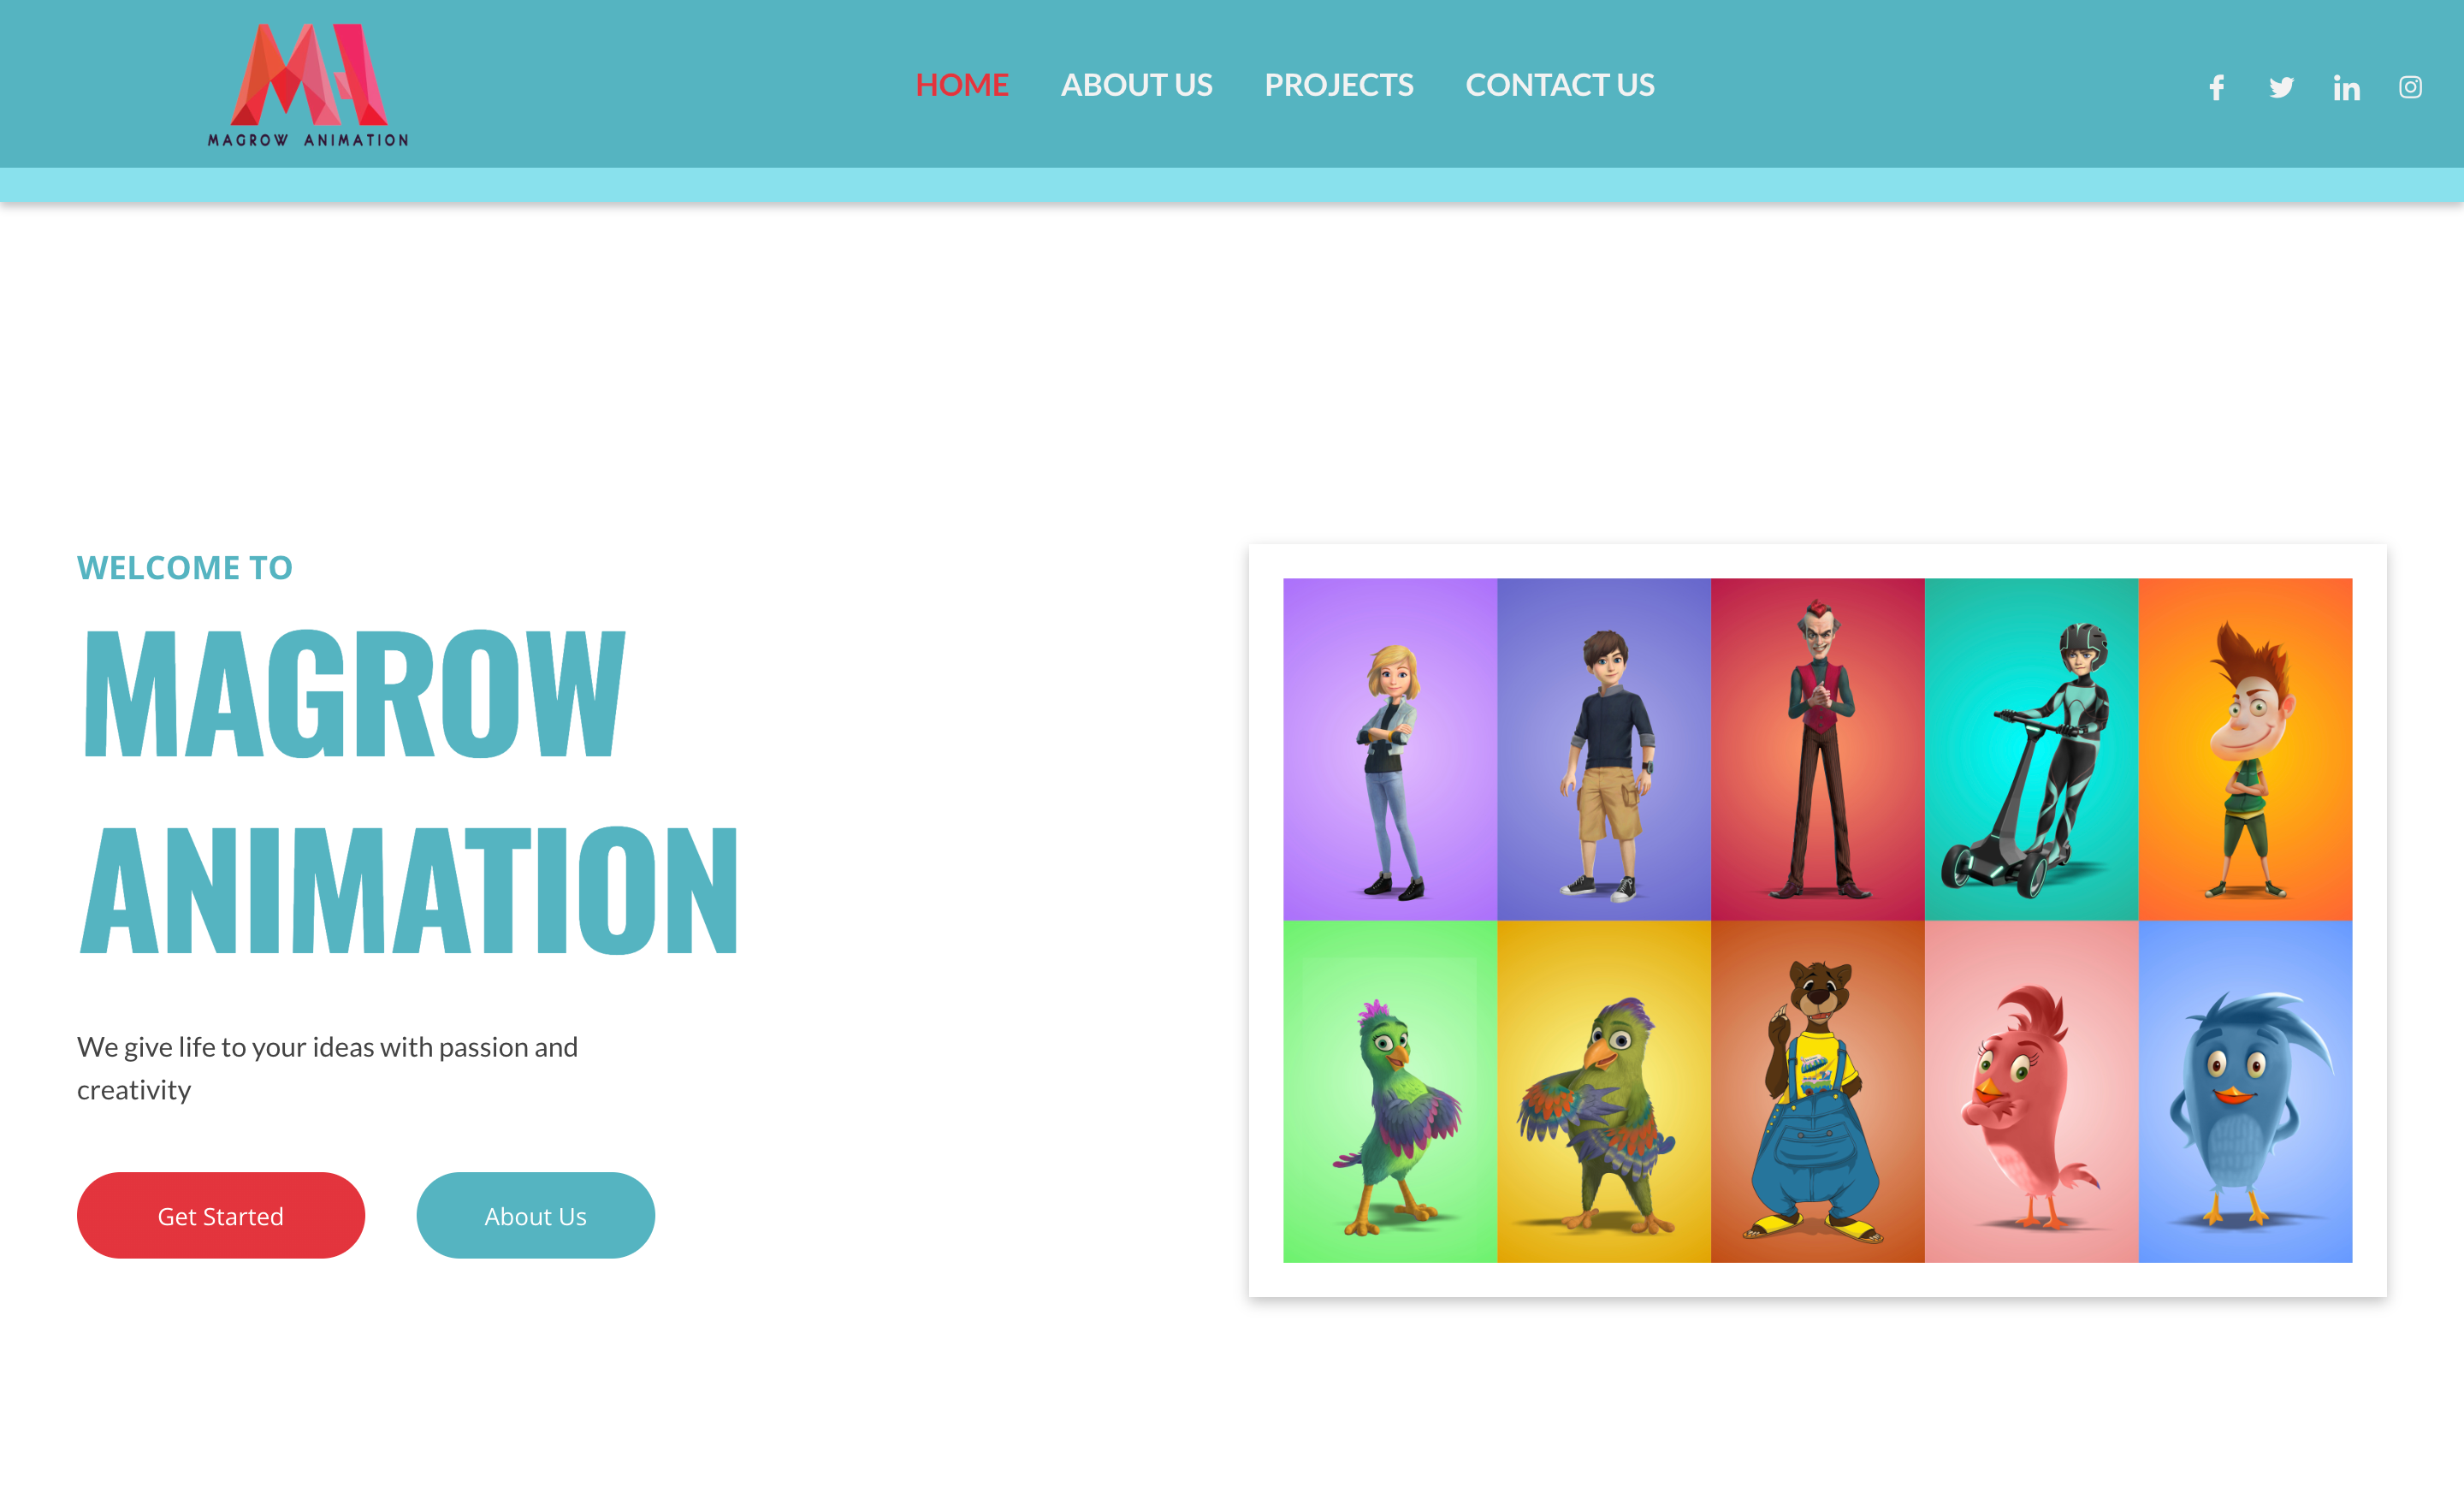 MAGROW ANIMATION
HOME ABOUT US PROJECTS CONTACT US
WELCOME TO
MAGROW
ANIMATION
We give life to your ideas with passion and
creativity
Get Started About Us